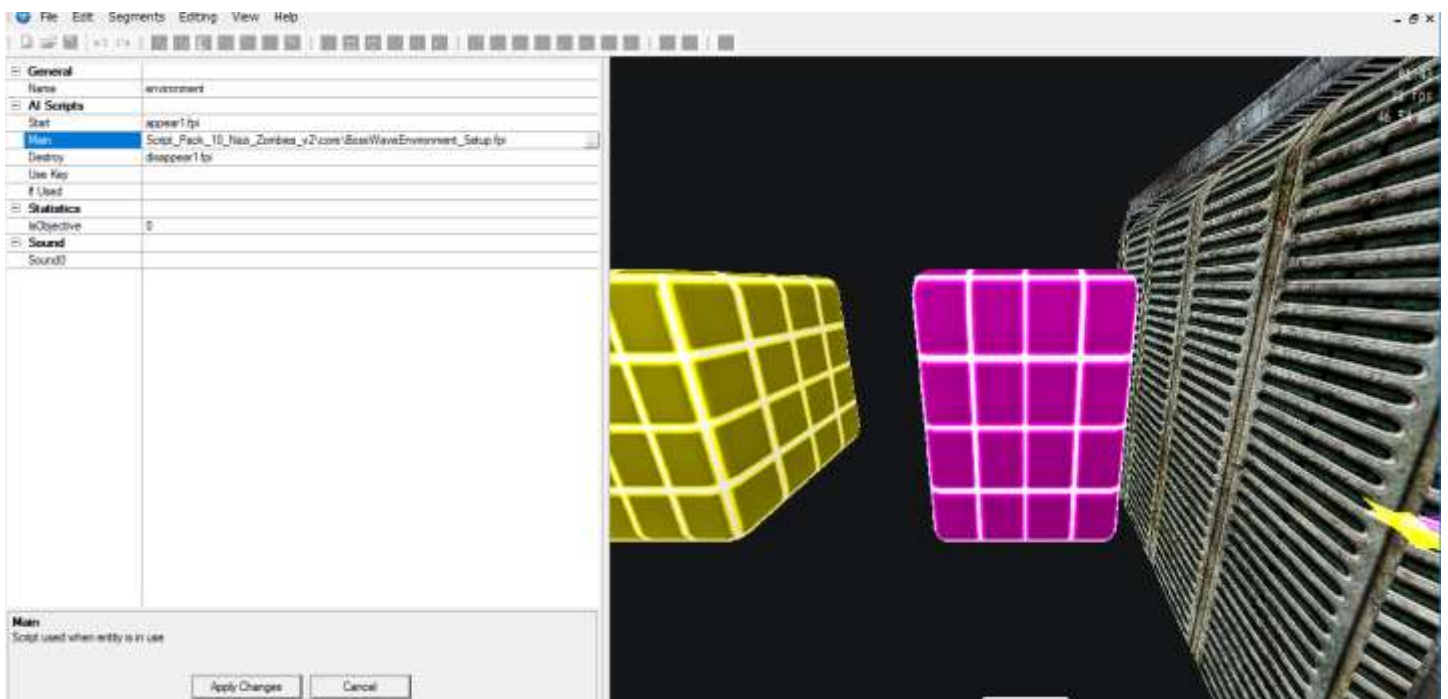 File Edit Segments Editing View Help
General
Name environment
AI Scripts
Start appear1.fpi
Main Script_Pack_10_Nazi_Zombies_v2\core\BossWaveEnvironment_Setup.fpi
Destroy disappear1.fpi
Use Key
If Used
Statistics
IsObjective 0
Sound
Sound0
Main
Script used when entity is in use
Apply Changes Cancel
fps